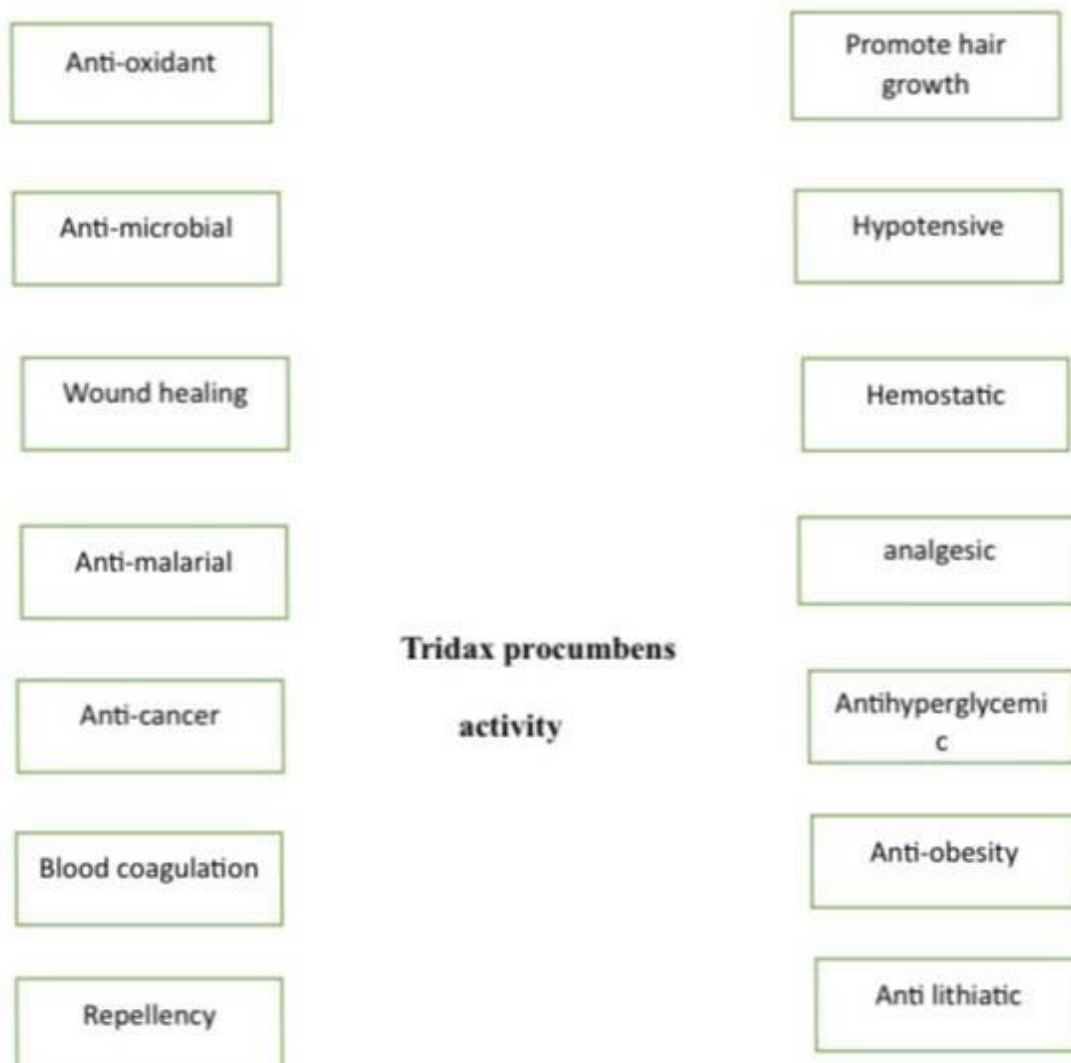 Anti-oxidant
Anti-microbial
Wound healing
Anti-malarial
Anti-cancer
Blood coagulation
Repellency
Tridax procumbens
activity
Promote hair
growth
Hypotensive
Hemostatic
analgesic
Antihyperglycemi
c
Anti-obesity
Anti lithiatic